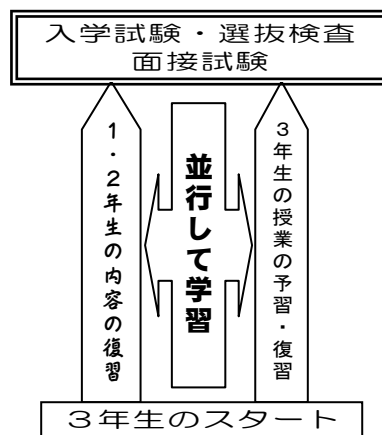 入学試験・選抜検査
面接試験
1・2年生の内容の復習
並行して学習
3年生の授業の予習・復習
3年生のスタート